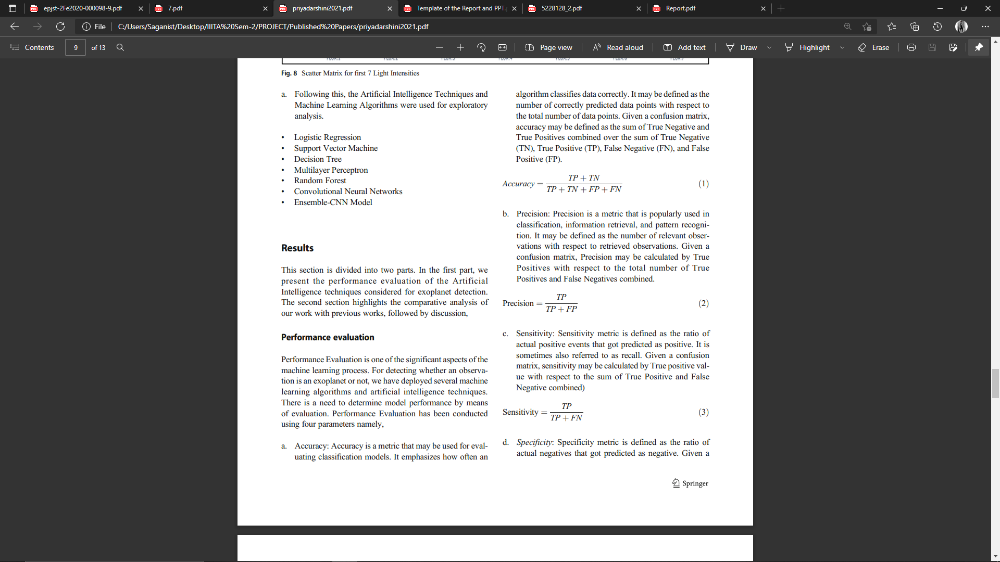 epjst-2Fe2020-000098-9.pdf
7.pdf
priyadarshini2021.pdf
Template of the Report and PPT.
5228128_2.pdf
Report.pdf
File
C:/Users/Saganist/Desktop/IIITA%20Sem-2/PROJECT/Published%20Papers/priyadarshini2021.pdf
Contents
9
of 13
Page view
Read aloud
Add text
Draw
Highlight
Erase
Fig. 8 Scatter Matrix for first 7 Light Intensities
a. Following this, the Artificial Intelligence Techniques and
Machine Learning Algorithms were used for exploratory
analysis.
• Logistic Regression
• Support Vector Machine
• Decision Tree
• Multilayer Perceptron
• Random Forest
• Convolutional Neural Networks
• Ensemble-CNN Model
Results
This section is divided into two parts. In the first part, we
present the performance evaluation of the Artificial
Intelligence techniques considered for exoplanet detection.
The second section highlights the comparative analysis of
our work with previous works, followed by discussion,
Performance evaluation
Performance Evaluation is one of the significant aspects of the
machine learning process. For detecting whether an observa-
tion is an exoplanet or not, we have deployed several machine
learning algorithms and artificial intelligence techniques.
There is a need to determine model performance by means
of evaluation. Performance Evaluation has been conducted
using four parameters namely,
a. Accuracy: Accuracy is a metric that may be used for eval-
uating classification models. It emphasizes how often an
algorithm classifies data correctly. It may be defined as the
number of correctly predicted data points with respect to
the total number of data points. Given a confusion matrix,
accuracy may be defined as the sum of True Negative and
True Positives combined over the sum of True Negative
(TN), True Positive (TP), False Negative (FN), and False
Positive (FP).
TP + TN
Accuracy = (1)
TP + TN + FP + FN
b. Precision: Precision is a metric that is popularly used in
classification, information retrieval, and pattern recogni-
tion. It may be defined as the number of relevant obser-
vations with respect to retrieved observations. Given a
confusion matrix, Precision may be calculated by True
Positives with respect to the total number of True
Positives and False Negatives combined.
TP
Precision = (2)
TP + FP
c. Sensitivity: Sensitivity metric is defined as the ratio of
actual positive events that got predicted as positive. It is
sometimes also referred to as recall. Given a confusion
matrix, sensitivity may be calculated by True positive val-
ue with respect to the sum of True Positive and False
Negative combined)
TP
Sensitivity = (3)
TP + FN
d. Specificity: Specificity metric is defined as the ratio of
actual negatives that got predicted as negative. Given a
Springer